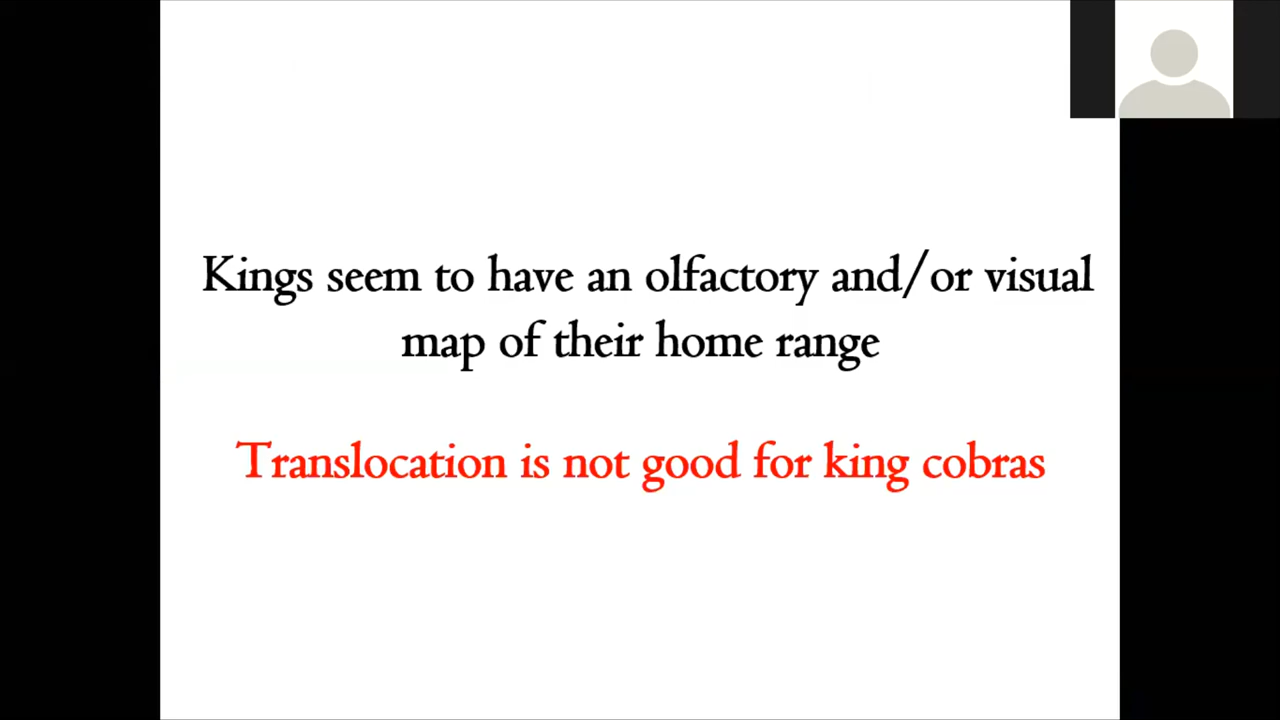 Kings seem to have an olfactory and/or visual
map of their home range
Translocation is not good for king cobras